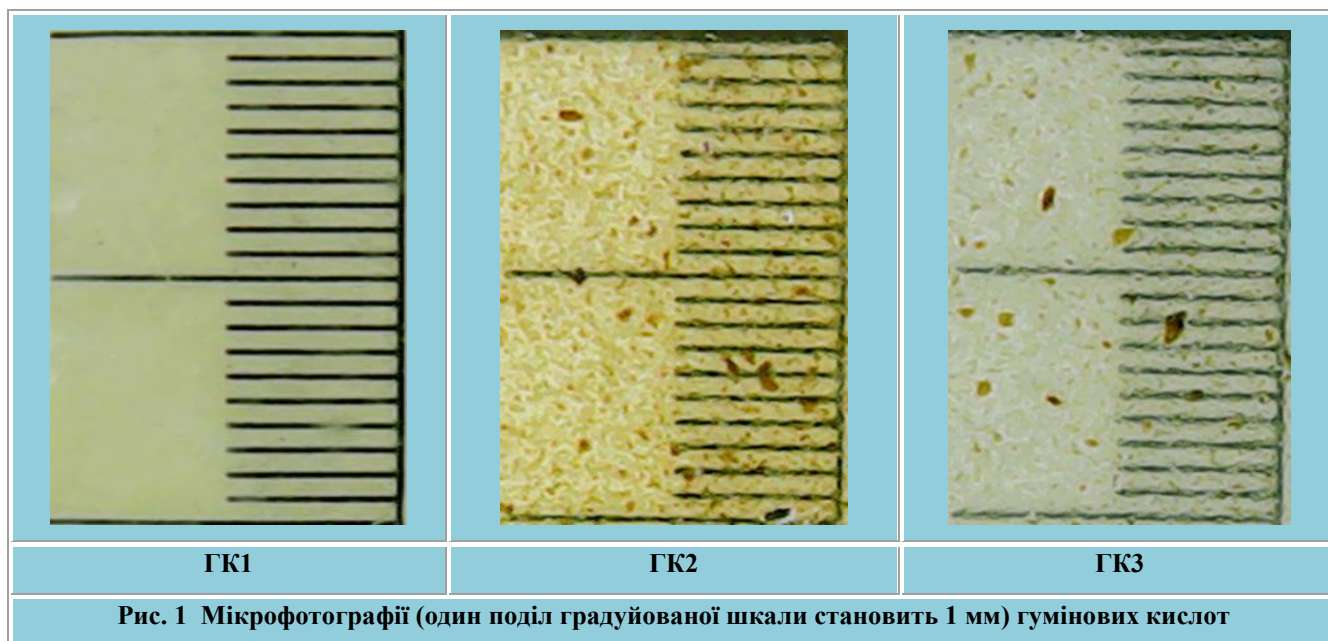 ГК1
ГК2
ГК3
Рис. 1 Мікрофотографії (один поділ градуйованої шкали становить 1 мм) гумінових кислот